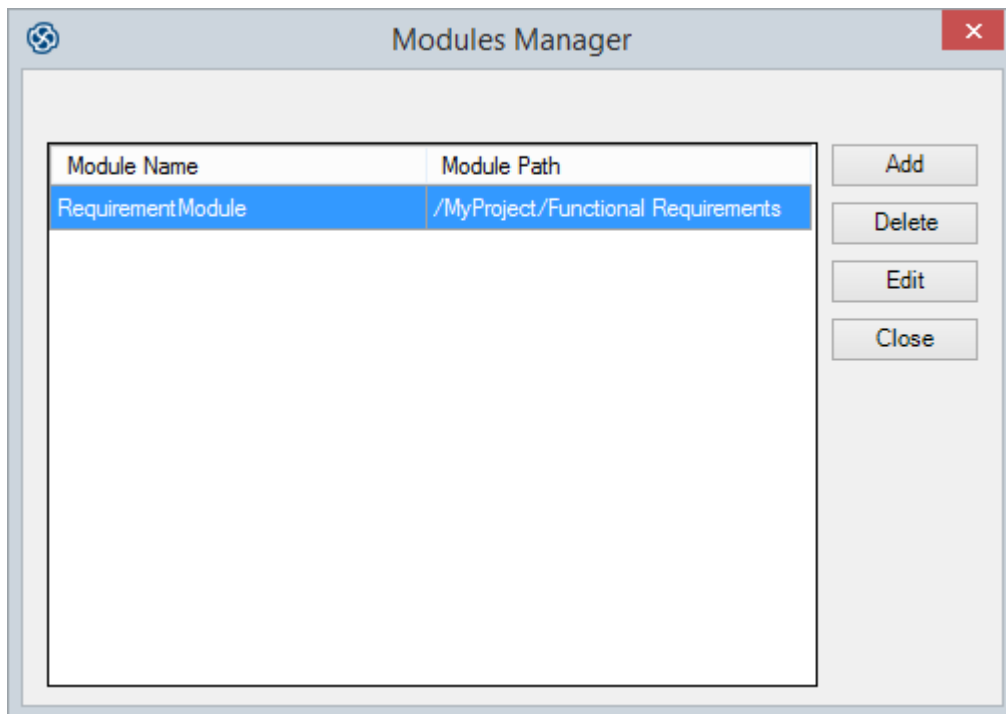 Modules Manager
Module Name Module Path
RequirementModule /MyProject/Functional Requirements
Add
Delete
Edit
Close